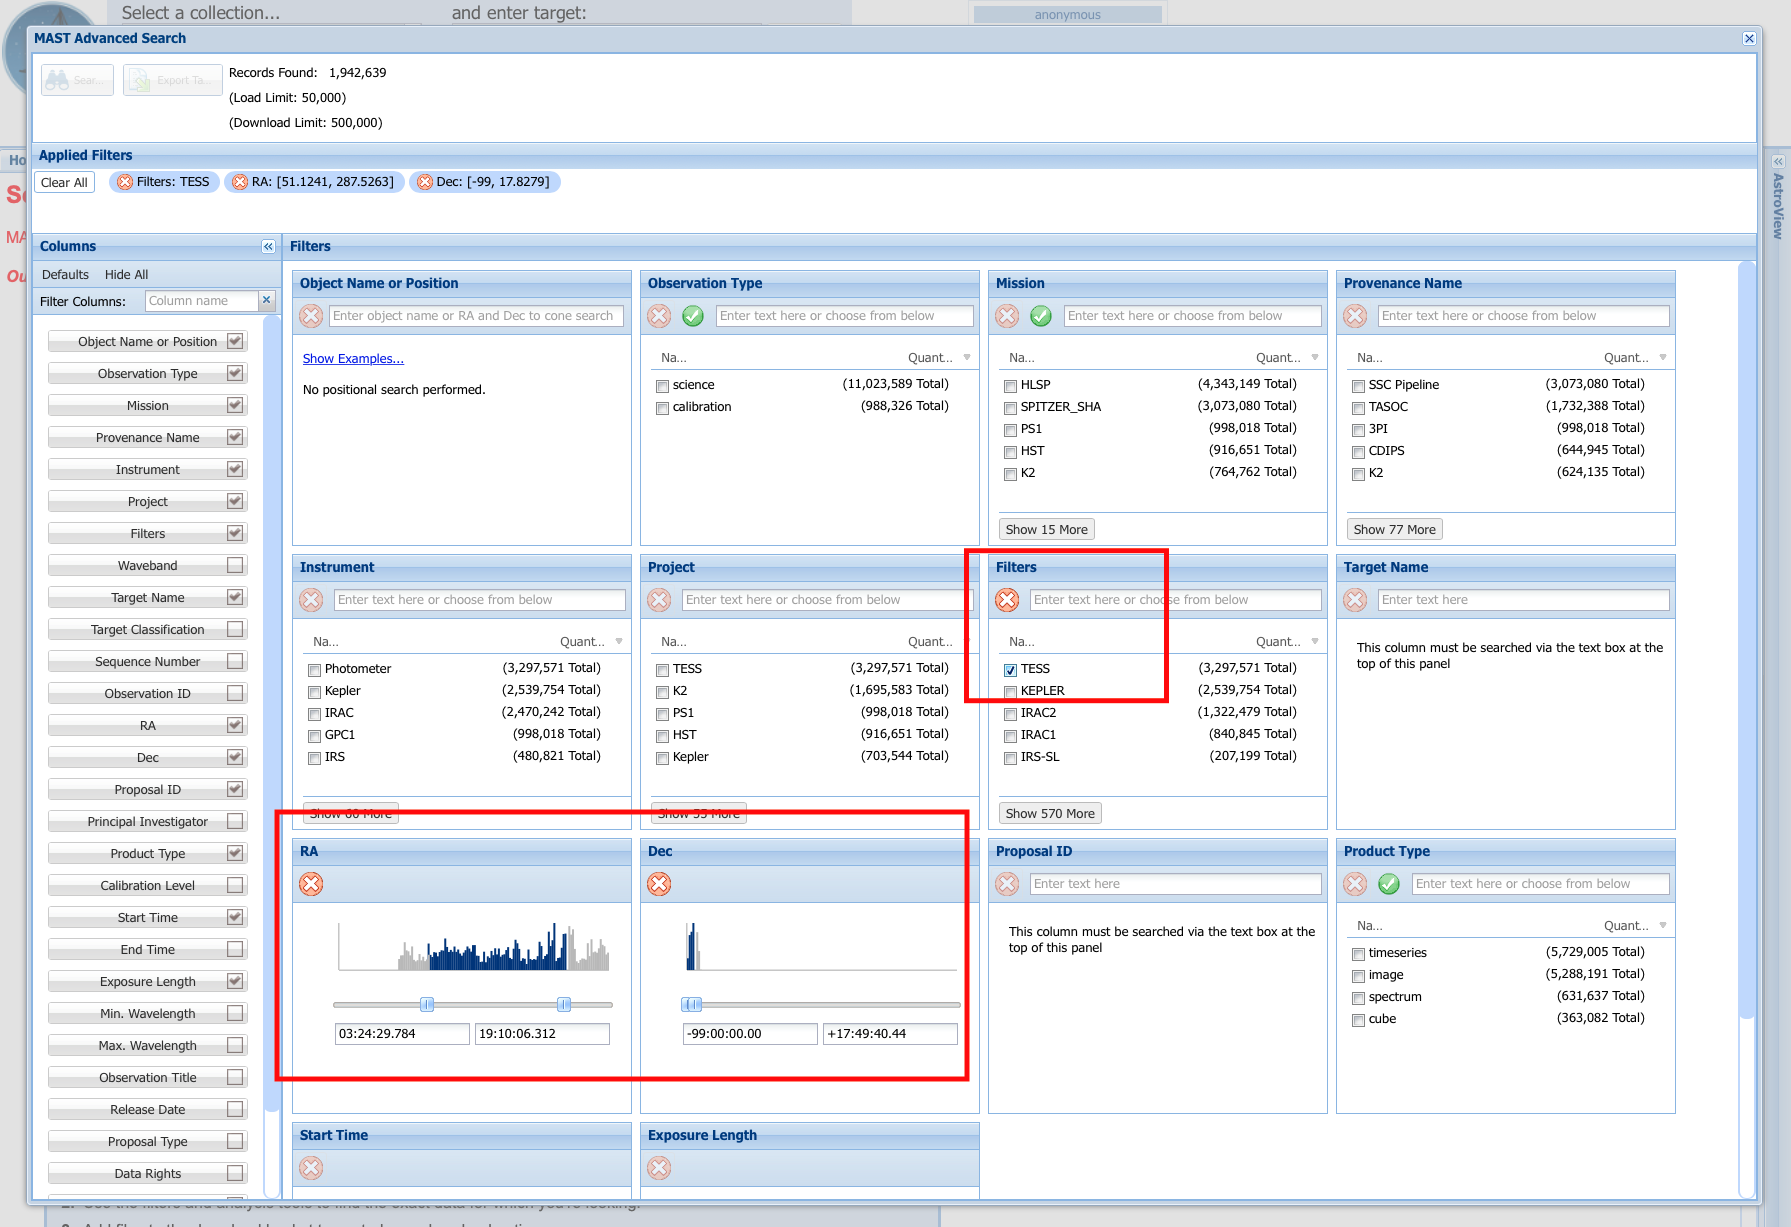 Select a collection... and enter target:
anonymous
MAST Advanced Search
Sear... Export Ta... Records Found: 1,942,639
(Load Limit: 50,000)
(Download Limit: 500,000)
Applied Filters
Clear All Filters: TESS RA: [51.1241, 287.5263] Dec: [-99, 17.8279]
AstroView
Columns
Defaults Hide All
Filter Columns: Column name
Object Name or Position
Observation Type
Mission
Provenance Name
Instrument
Project
Filters
Waveband
Target Name
Target Classification
Sequence Number
Observation ID
RA
Dec
Proposal ID
Principal Investigator
Product Type
Calibration Level
Start Time
End Time
Exposure Length
Min. Wavelength
Max. Wavelength
Observation Title
Release Date
Proposal Type
Data Rights
Filters
Object Name or Position
Enter object name or RA and Dec to cone search
Show Examples...
No positional search performed.
Observation Type
Enter text here or choose from below
Na... Quant...
science (11,023,589 Total)
calibration (988,326 Total)
Mission
Enter text here or choose from below
Na... Quant...
HLSP (4,343,149 Total)
SPITZER_SHA (3,073,080 Total)
PS1 (998,018 Total)
HST (916,651 Total)
K2 (764,762 Total)
Show 15 More
Provenance Name
Enter text here or choose from below
Na... Quant...
SSC Pipeline (3,073,080 Total)
TASOC (1,732,388 Total)
3PI (998,018 Total)
CDIPS (644,945 Total)
K2 (624,135 Total)
Show 77 More
Instrument
Enter text here or choose from below
Na... Quant...
Photometer (3,297,571 Total)
Kepler (2,539,754 Total)
IRAC (2,470,242 Total)
GPC1 (998,018 Total)
IRS (480,821 Total)
Show 60 More
Project
Enter text here or choose from below
Na... Quant...
TESS (3,297,571 Total)
K2 (1,695,583 Total)
PS1 (998,018 Total)
HST (916,651 Total)
Kepler (703,544 Total)
Show 55 More
Filters
Enter text here or choose from below
Na... Quant...
TESS (3,297,571 Total)
KEPLER (2,539,754 Total)
IRAC2 (1,322,479 Total)
IRAC1 (840,845 Total)
IRS-SL (207,199 Total)
Show 570 More
Target Name
Enter text here
This column must be searched via the text box at the
top of this panel
RA
03:24:29.784 19:10:06.312
Dec
-99:00:00.00 +17:49:40.44
Proposal ID
Enter text here
This column must be searched via the text box at the
top of this panel
Product Type
Enter text here or choose from below
Na... Quant...
timeseries (5,729,005 Total)
image (5,288,191 Total)
spectrum (631,637 Total)
cube (363,082 Total)
Start Time
Exposure Length